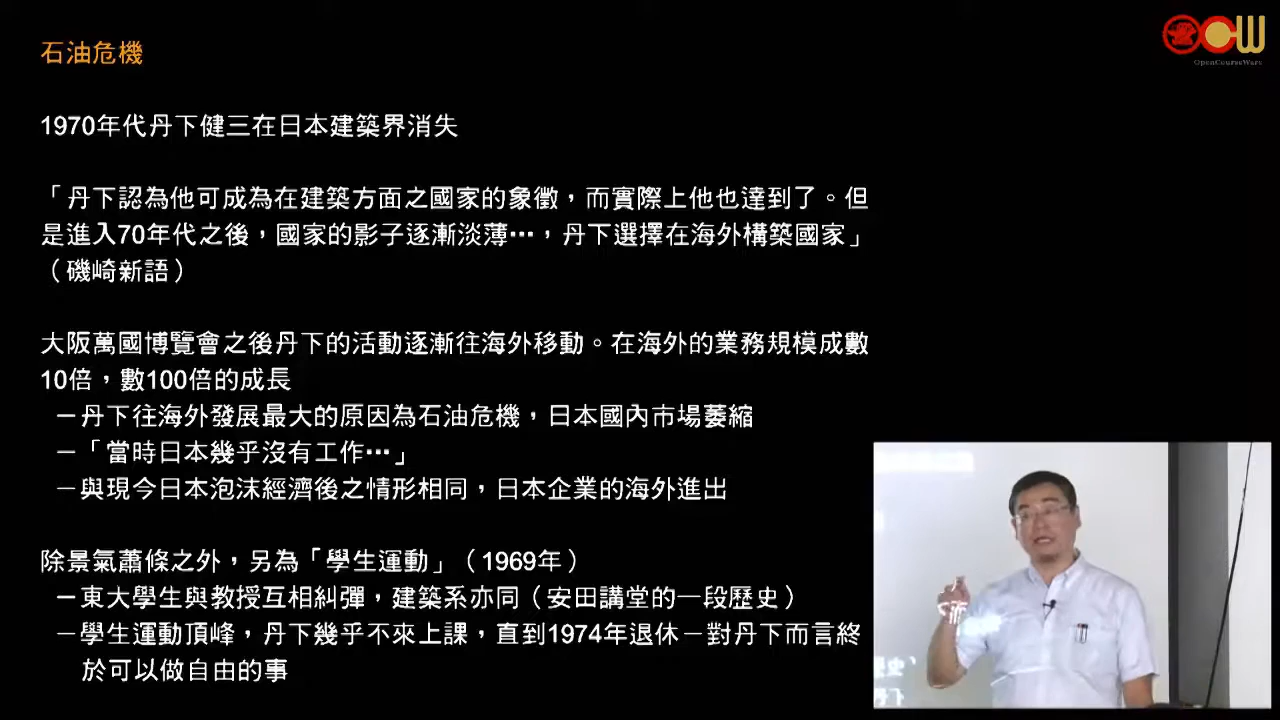 石油危機
OpenCourseWare
1970年代丹下健三在日本建築界消失
「丹下認為他可成為在建築方面之國家的象徵，而實際上他也達到了。但
是進入70年代之後，國家的影子逐漸淡薄…，丹下選擇在海外構築國家」
（磯崎新語）
大阪萬國博覽會之後丹下的活動逐漸往海外移動。在海外的業務規模成數
10倍，數100倍的成長
－丹下往海外發展最大的原因為石油危機，日本國內市場萎縮
－「當時日本幾乎沒有工作…」
－與現今日本泡沫經濟後之情形相同，日本企業的海外進出
除景氣蕭條之外，另為「學生運動」（1969年）
－東大學生與教授互相糾彈，建築系亦同（安田講堂的一段歷史）
－學生運動頂峰，丹下幾乎不來上課，直到1974年退休－對丹下而言終
於可以做自由的事